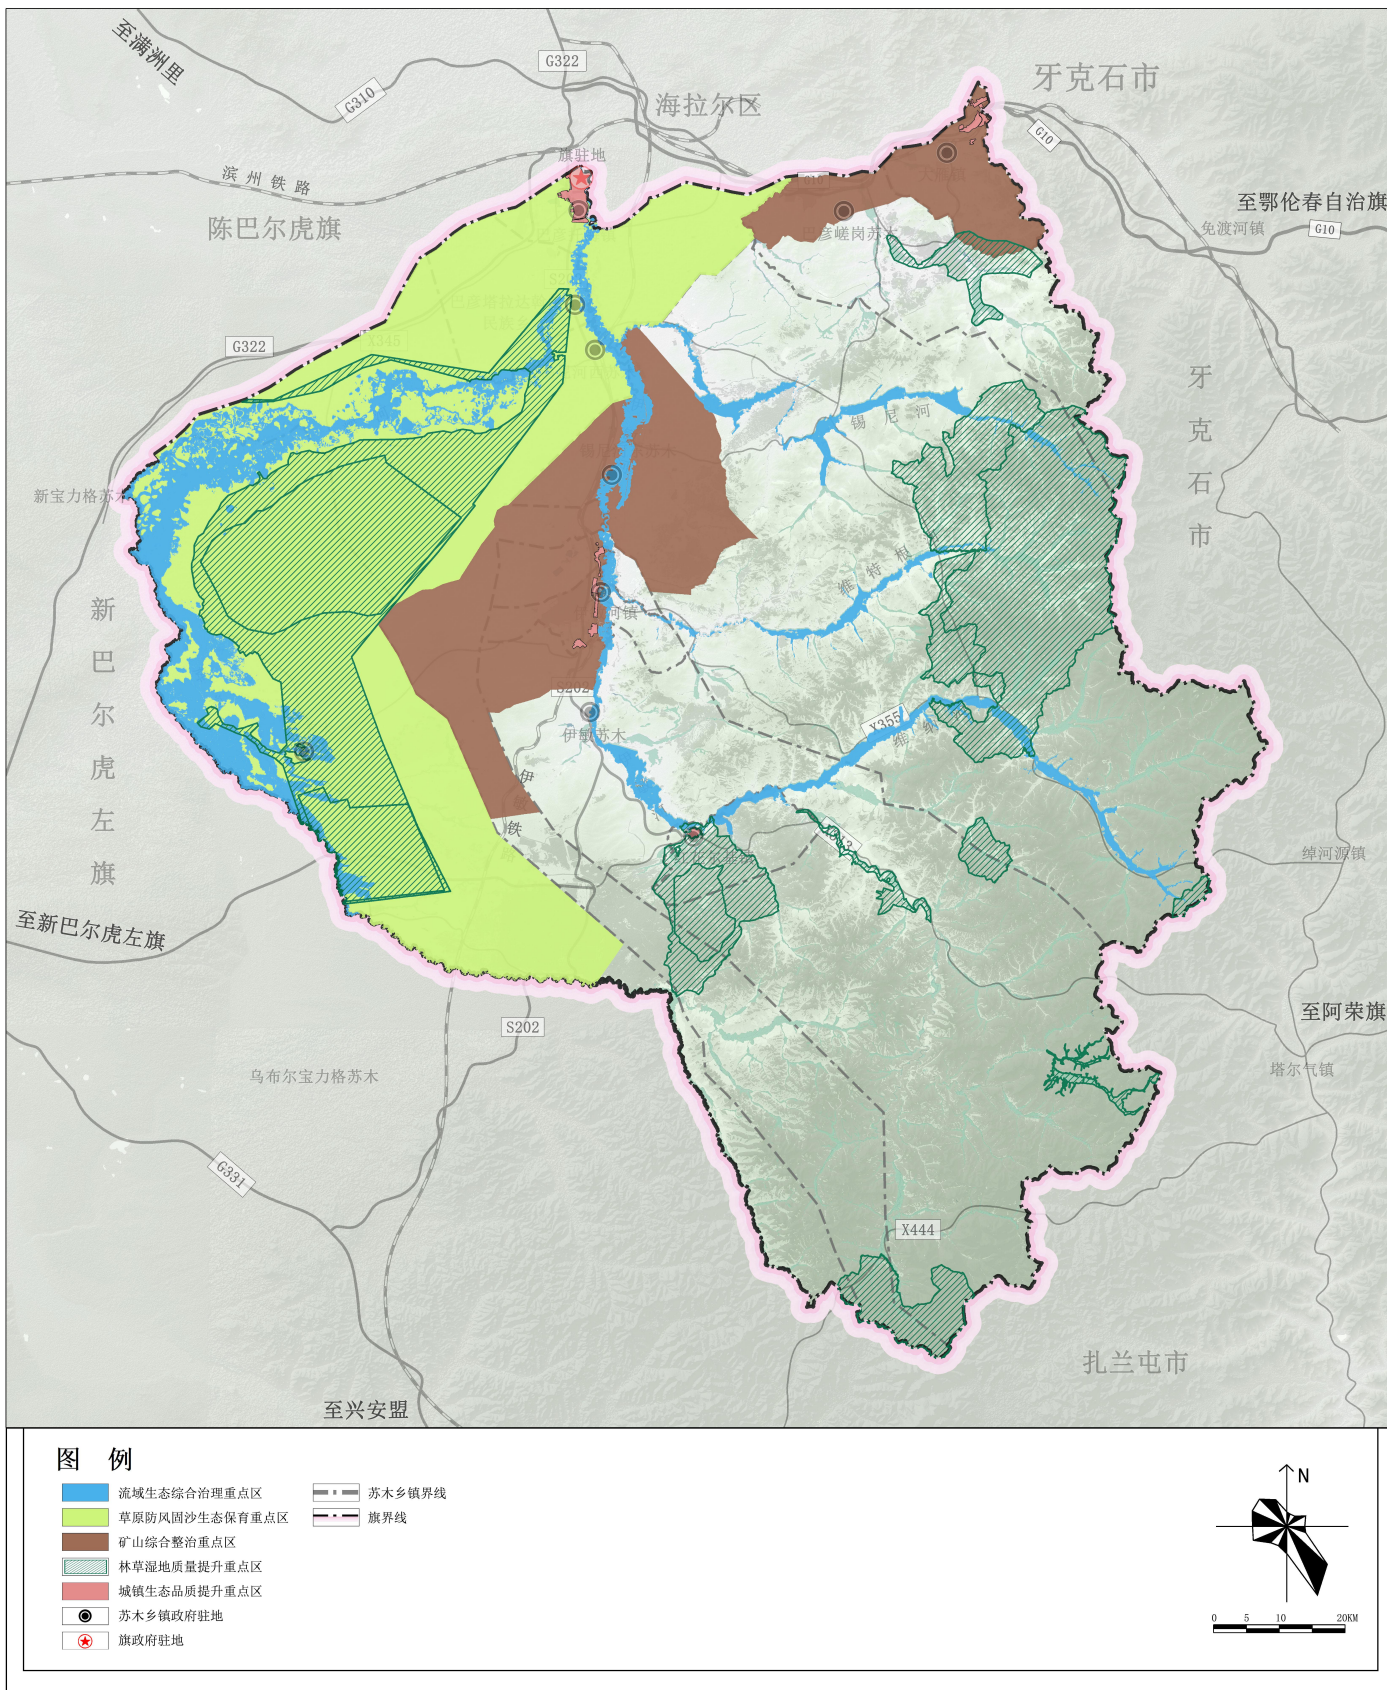 至满洲里
G322
牙克石市
G310
海拉尔区
G10
旗驻地
滨州铁路
G10
至鄂伦春自治旗
陈巴尔虎旗
巴彦嵯岗苏木
免渡河镇
G10
G322
X345
牙克石市
锡尼河
新宝力格苏木
维特根
新巴尔虎左旗
S202
伊敏苏木
X355
伊敏铁路
绰河源镇
至新巴尔虎左旗
至阿荣旗
S202
乌布尔宝力格苏木
塔尔气镇
G331
X444
扎兰屯市
至兴安盟
图 例
流域生态综合治理重点区
草原防风固沙生态保育重点区
矿山综合整治重点区
林草湿地质量提升重点区
城镇生态品质提升重点区
苏木乡镇政府驻地
旗政府驻地
苏木乡镇界线
旗界线
N
0 5 10 20KM